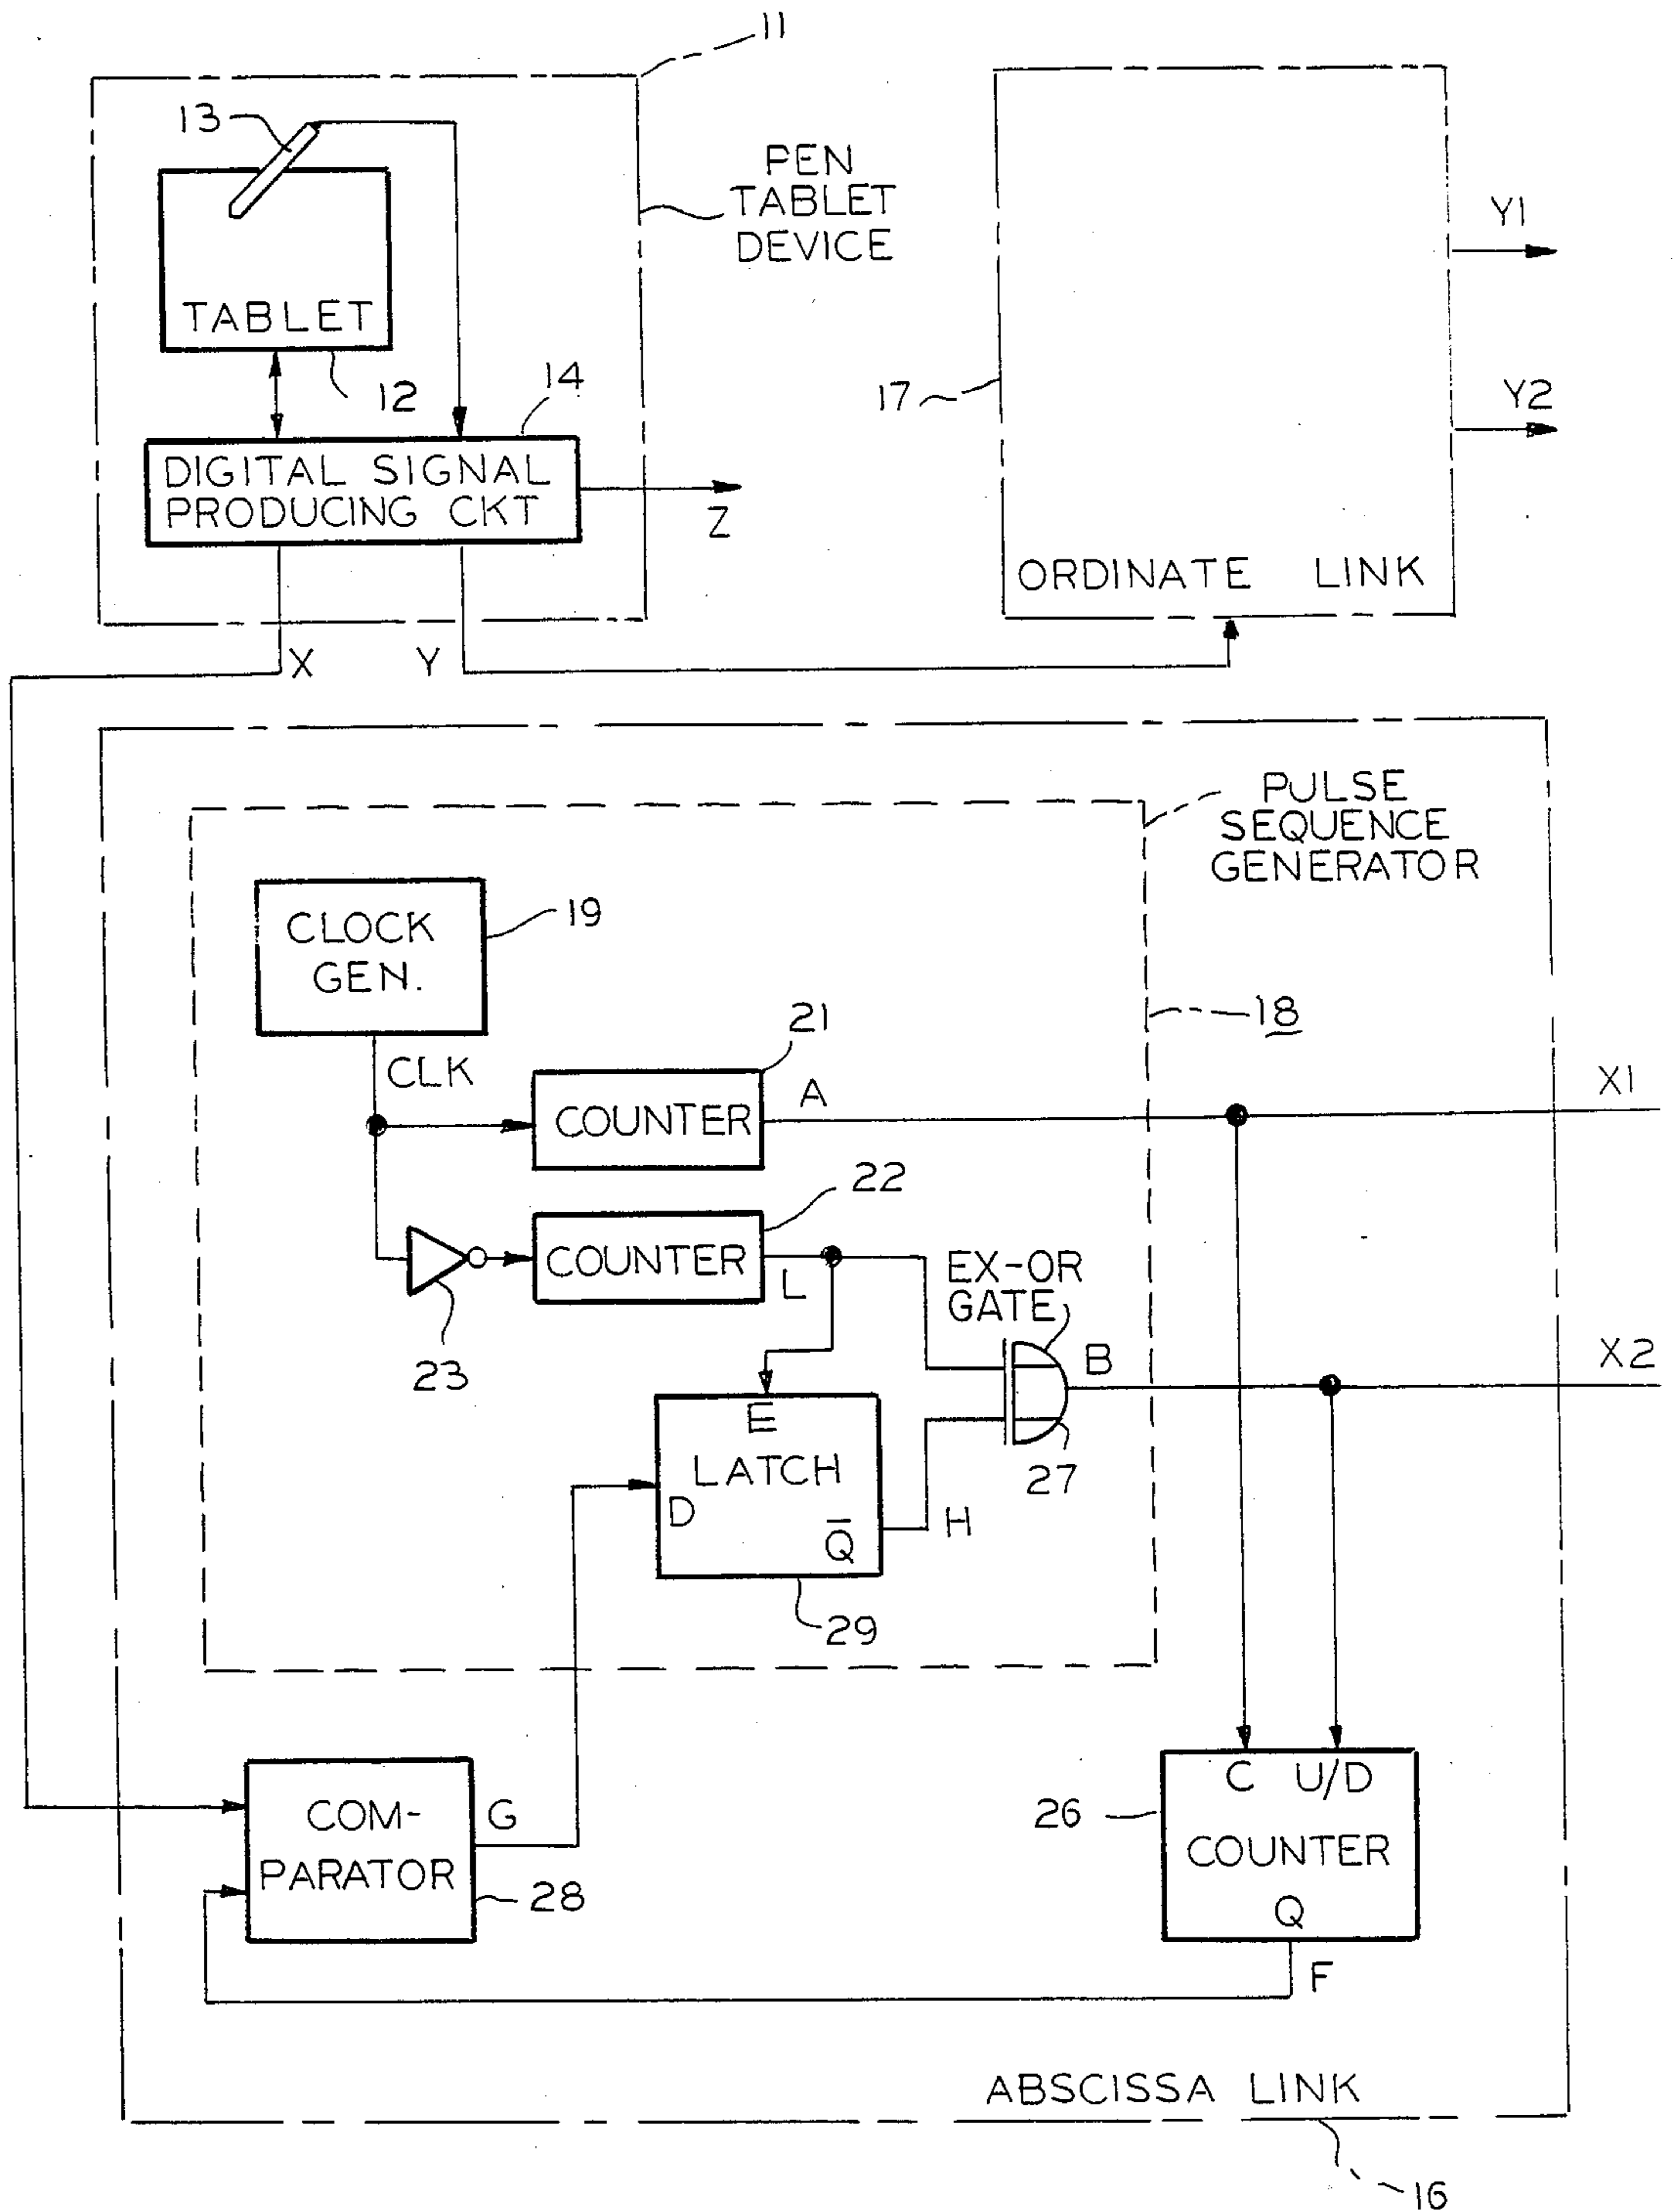 11
13
PEN
TABLET
DEVICE
TABLET
12
14
DIGITAL SIGNAL
PRODUCING CKT
Z
X
Y
17
Y1
Y2
ORDINATE LINK
PULSE
SEQUENCE
GENERATOR
CLOCK
GEN.
19
18
CLK
21
COUNTER
A
X1
22
COUNTER
L
23
EX-OR
GATE
B
X2
E
LATCH
D
Q̅
H
27
29
COM-
PARATOR
G
28
C U/D
26
COUNTER
Q
F
ABSCISSA LINK
16